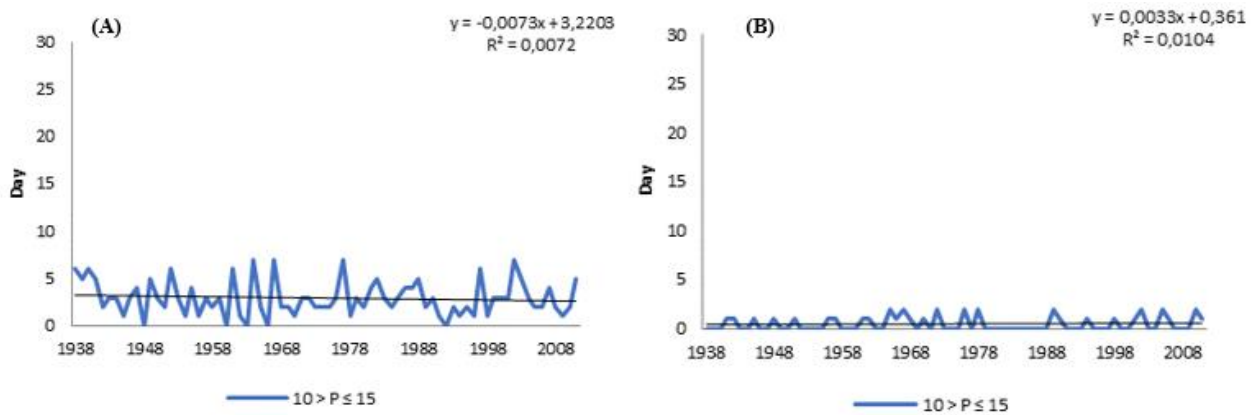 (A)
y = -0,0073x + 3,2203
R² = 0,0072
30
25
20
15
10
5
0
Day
1938 1948 1958 1968 1978 1988 1998 2008
10 > P ≤ 15
(B)
y = 0,0033x + 0,361
R² = 0,0104
30
25
20
15
10
5
0
Day
1938 1948 1958 1968 1978 1988 1998 2008
10 > P ≤ 15